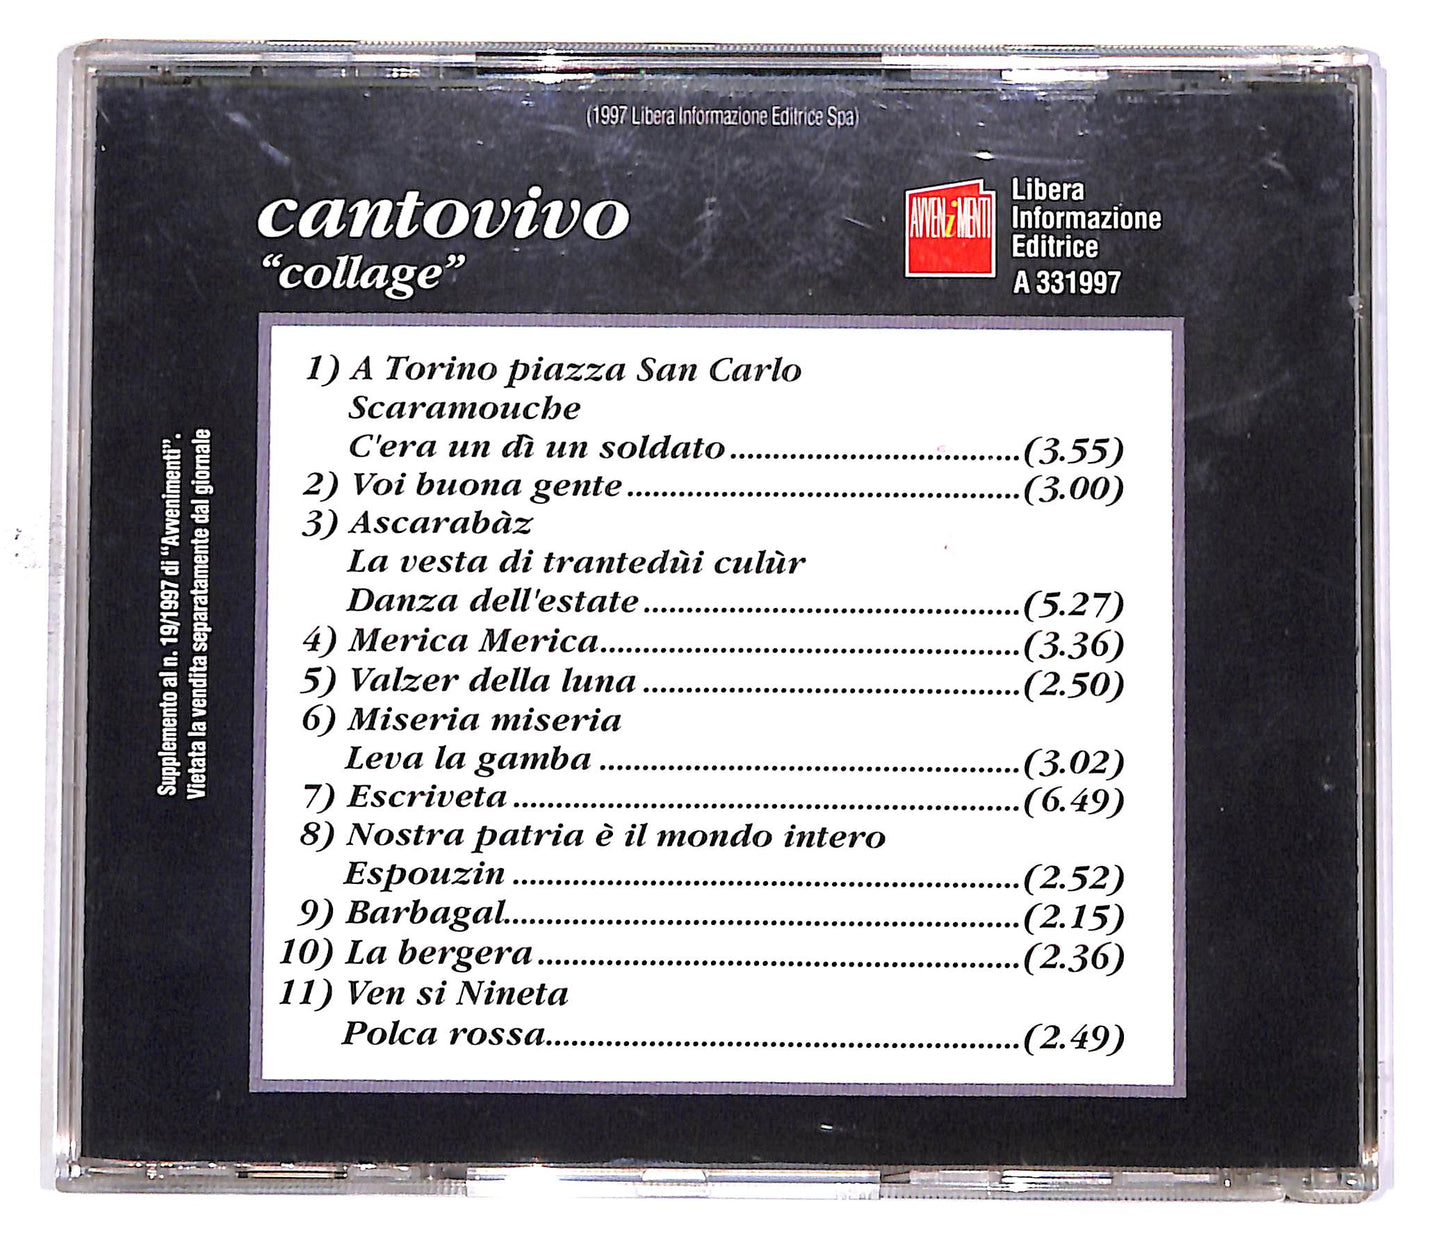 (1997 Libera Informazione Editrice Spa)
cantovivo
“collage”
AVVENiMENTI
Libera
Informazione
Editrice
A 331997
1) A Torino piazza San Carlo
Scaramouche
C'era un dì un soldato.................................(3.55)
2) Voi buona gente.............................................(3.00)
3) Ascarabàz
La vesta di trantedùi culùr
Danza dell'estate...........................................(5.27)
4) Merica Merica................................................(3.36)
5) Valzer della luna...........................................(2.50)
6) Miseria miseria
Leva la gamba................................................(3.02)
7) Escriveta..........................................................(6.49)
8) Nostra patria è il mondo intero
Espouzin..........................................................(2.52)
9) Barbagal...........................................................(2.15)
10) La bergera.......................................................(2.36)
11) Ven si Nineta
Polca rossa......................................................(2.49)
Supplemento al n. 19/1997 di “Avvenimenti”.
Vietata la vendita separatamente dal giornale